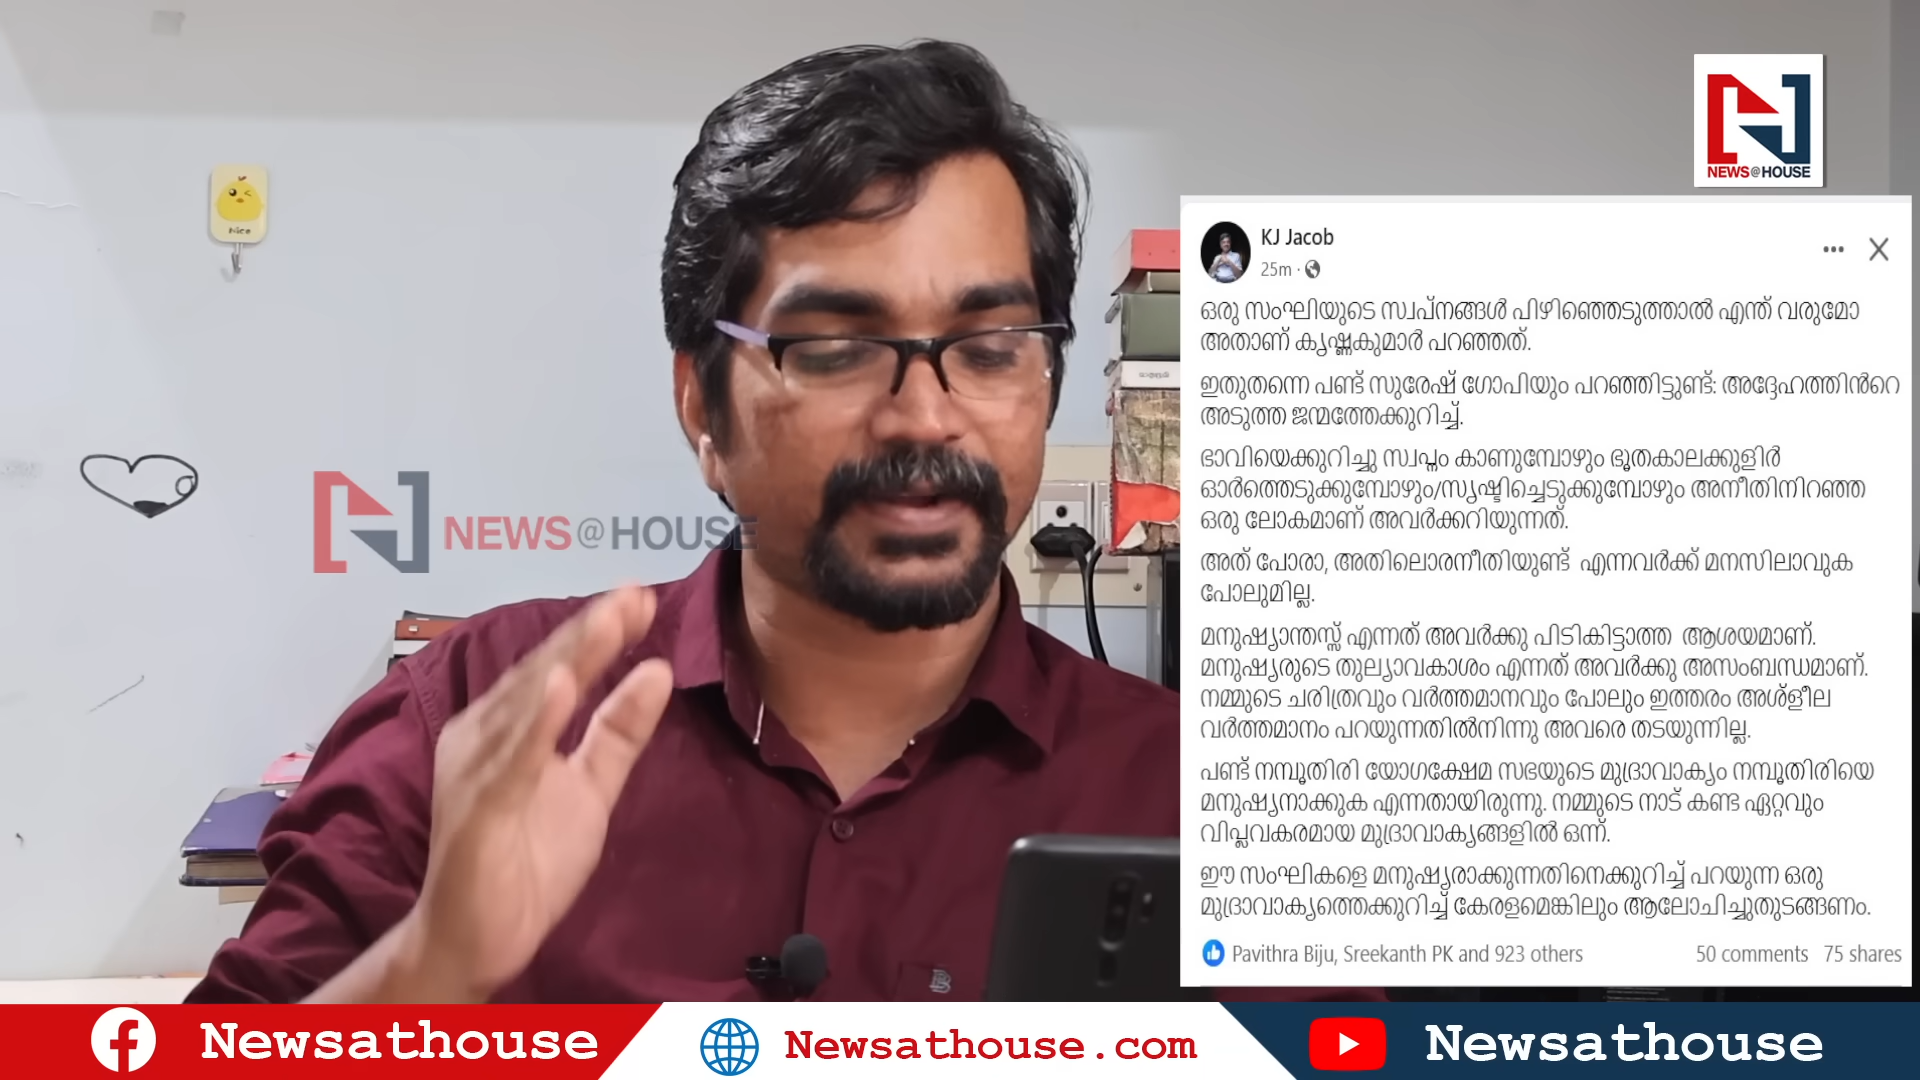 NEWS@HOUSE
Nice
NEWS@HOUSE
KJ Jacob
25m
ഒരു സംഘിയുടെ സ്വപ്നങ്ങൾ പിഴിഞ്ഞെടുത്താൽ എന്ത് വരുമോ
അതാണ് കൃഷ്ണകുമാർ പറഞ്ഞത്.
ഇതുതന്നെ പണ്ട് സുരേഷ് ഗോപിയും പറഞ്ഞിട്ടുണ്ട്: അദ്ദേഹത്തിൻറെ
അടുത്ത ജന്മത്തേക്കുറിച്ച്.
ഭാവിയെക്കുറിച്ചു സ്വപ്നം കാണുമ്പോഴും ഭൂതകാലക്കുളിർ
ഓർത്തെടുക്കുമ്പോഴും/സൃഷ്ടിച്ചെടുക്കുമ്പോഴും അനീതിനിറഞ്ഞ
ഒരു ലോകമാണ് അവർക്കറിയുന്നത്.
അത് പോരാ, അതിലൊരനീതിയുണ്ട് എന്നവർക്ക് മനസിലാവുക
പോലുമില്ല.
മനുഷ്യാന്തസ്സ് എന്നത് അവർക്കു പിടികിട്ടാത്ത ആശയമാണ്.
മനുഷ്യരുടെ തുല്യാവകാശം എന്നത് അവർക്കു അസംബന്ധമാണ്.
നമ്മുടെ ചരിത്രവും വർത്തമാനവും പോലും ഇത്തരം അശ്ളീല
വർത്തമാനം പറയുന്നതിൽനിന്നു അവരെ തടയുന്നില്ല.
പണ്ട് നമ്പൂതിരി യോഗക്ഷേമ സഭയുടെ മുദ്രാവാക്യം നമ്പൂതിരിയെ
മനുഷ്യനാക്കുക എന്നതായിരുന്നു. നമ്മുടെ നാട് കണ്ട ഏറ്റവും
വിപ്ലവകരമായ മുദ്രാവാക്യങ്ങളിൽ ഒന്ന്.
ഈ സംഘികളെ മനുഷ്യരാക്കുന്നതിനെക്കുറിച്ച് പറയുന്ന ഒരു
മുദ്രാവാക്യത്തെക്കുറിച്ച് കേരളമെങ്കിലും ആലോചിച്ചുതുടങ്ങണം.
Pavithra Biju, Sreekanth PK and 923 others 50 comments 75 shares
Newsathouse Newsathouse.com Newsathouse